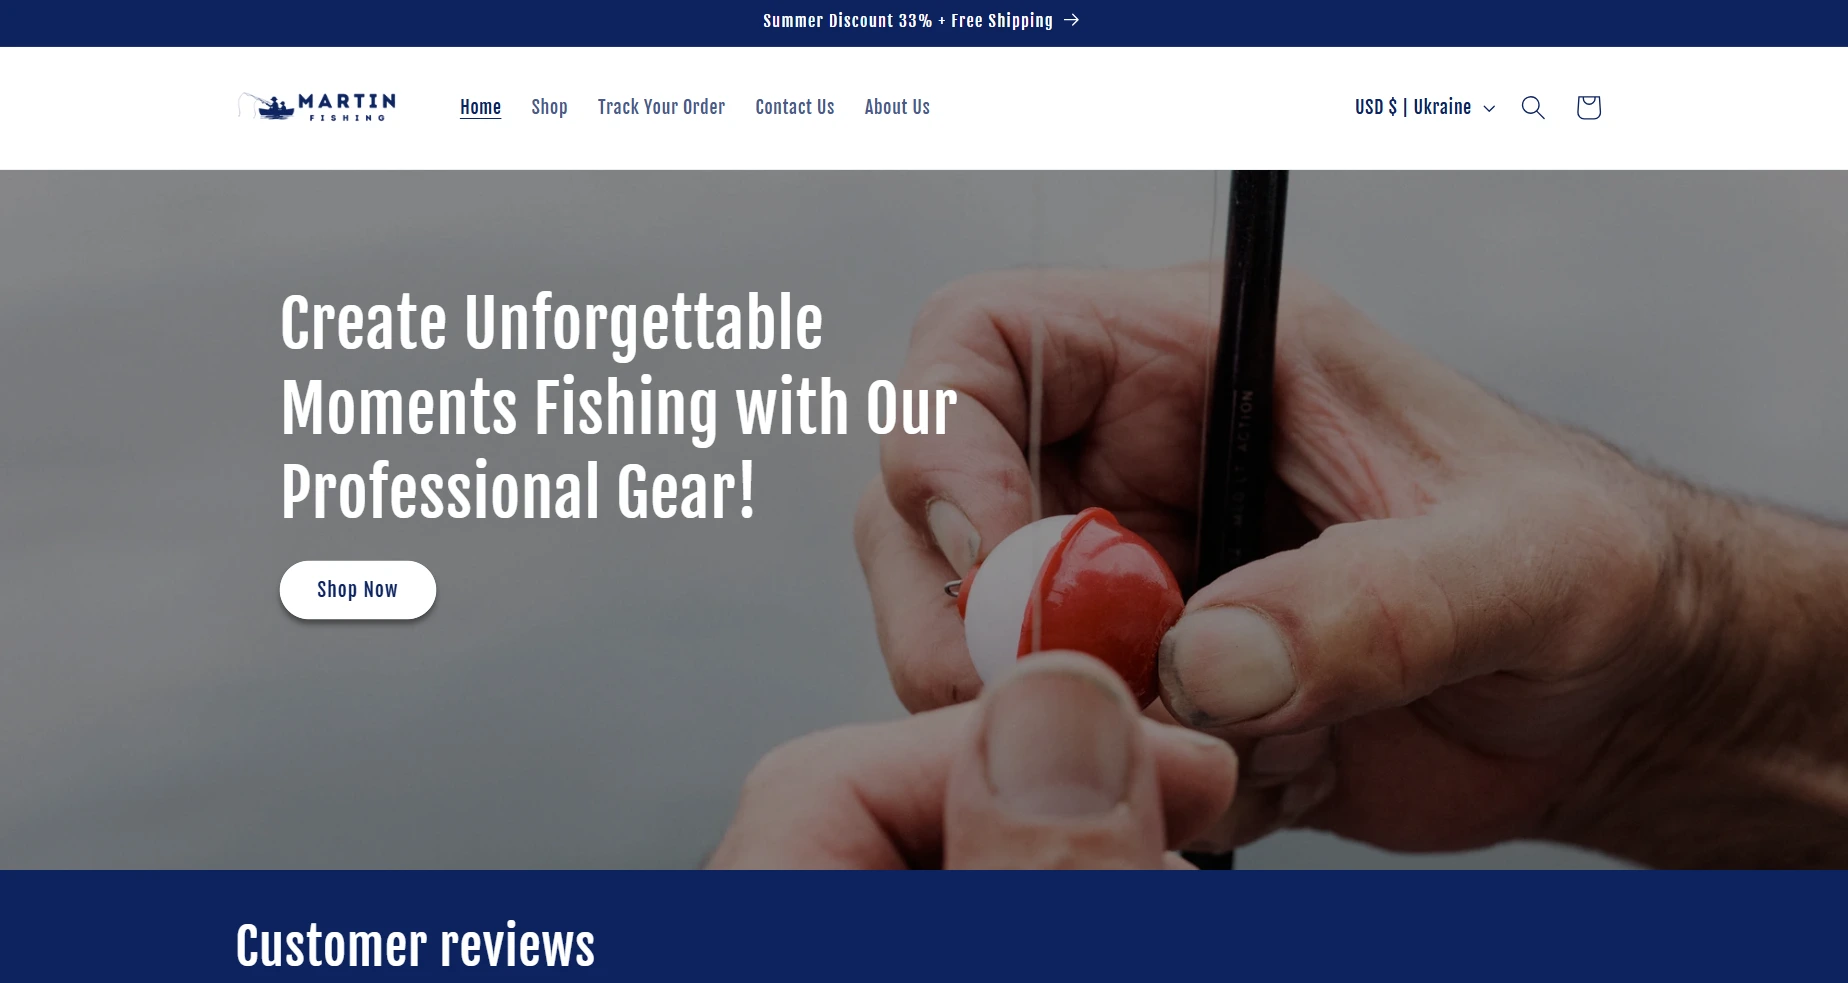 Summer Discount 33% + Free Shipping
MARTIN
FISHING
Home
Shop
Track Your Order
Contact Us
About Us
USD $ | Ukraine
Create Unforgettable
Moments Fishing with Our
Professional Gear!
ACTION
Shop Now
Customer reviews